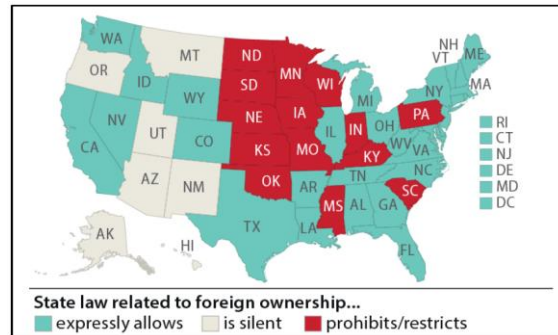 WA
OR
CA
NV
ID
MT
WY
UT
CO
AZ
NM
AK
HI
ND
SD
NE
KS
OK
TX
MN
IA
MO
AR
LA
WI
IL
MI
IN
OH
KY
TN
MS
AL
GA
FL
SC
NC
VA
WV
PA
NY
VT
NH
ME
MA
RI
CT
NJ
DE
MD
DC
State law related to foreign ownership...
expressly allows is silent prohibits/restricts